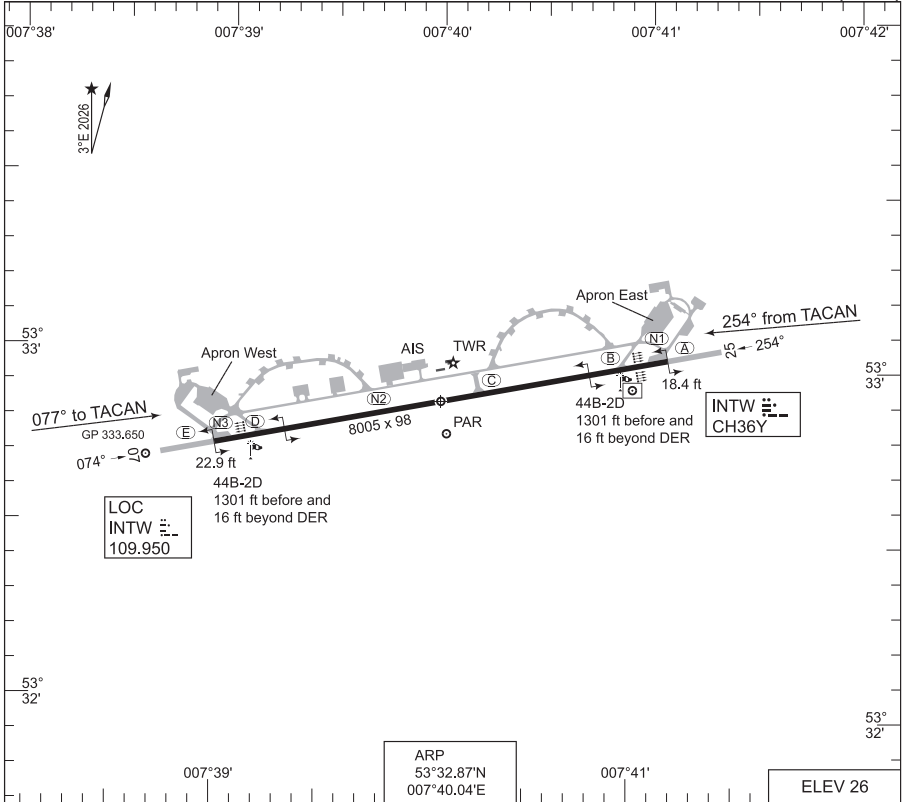 007°38'
007°39'
007°40'
007°41'
007°42'
3°E 2026
Apron East
254° from TACAN
53°
33'
Apron West
AIS
TWR
N1
A
B
25
254°
53°
33'
C
18.4 ft
077° to TACAN
N2
44B-2D
1301 ft before and
16 ft beyond DER
INTW
CH36Y
GP 333.650
E
N3
D
8005 x 98
PAR
074°
07
22.9 ft
44B-2D
1301 ft before and
16 ft beyond DER
LOC
INTW
109.950
53°
32'
53°
32'
007°39'
ARP
53°32.87'N
007°40.04'E
007°41'
ELEV 26